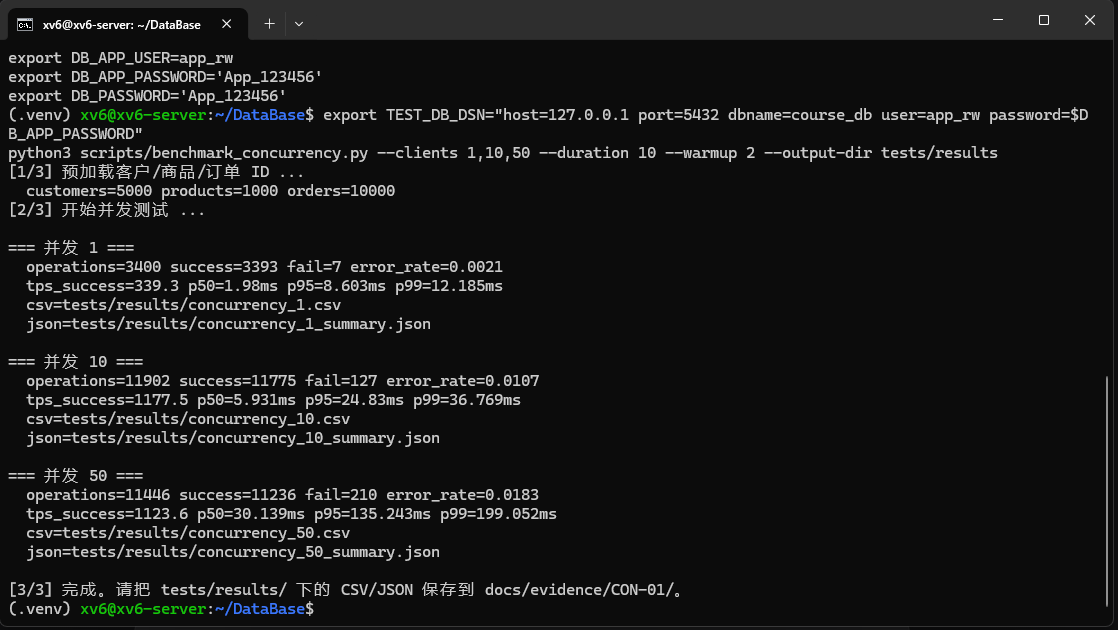 xv6@xv6-server: ~/DataBase
export DB_APP_USER=app_rw
export DB_APP_PASSWORD='App_123456'
export DB_PASSWORD='App_123456'
(.venv) xv6@xv6-server:~/DataBase$ export TEST_DB_DSN="host=127.0.0.1 port=5432 dbname=course_db user=app_rw password=$D
B_APP_PASSWORD"
python3 scripts/benchmark_concurrency.py --clients 1,10,50 --duration 10 --warmup 2 --output-dir tests/results
[1/3] 预加载客户/商品/订单 ID ...
  customers=5000 products=1000 orders=10000
[2/3] 开始并发测试 ...
=== 并发 1 ===
  operations=3400 success=3393 fail=7 error_rate=0.0021
  tps_success=339.3 p50=1.98ms p95=8.603ms p99=12.185ms
  csv=tests/results/concurrency_1.csv
  json=tests/results/concurrency_1_summary.json
=== 并发 10 ===
  operations=11902 success=11775 fail=127 error_rate=0.0107
  tps_success=1177.5 p50=5.931ms p95=24.83ms p99=36.769ms
  csv=tests/results/concurrency_10.csv
  json=tests/results/concurrency_10_summary.json
=== 并发 50 ===
  operations=11446 success=11236 fail=210 error_rate=0.0183
  tps_success=1123.6 p50=30.139ms p95=135.243ms p99=199.052ms
  csv=tests/results/concurrency_50.csv
  json=tests/results/concurrency_50_summary.json
[3/3] 完成。请把 tests/results/ 下的 CSV/JSON 保存到 docs/evidence/CON-01/。
(.venv) xv6@xv6-server:~/DataBase$